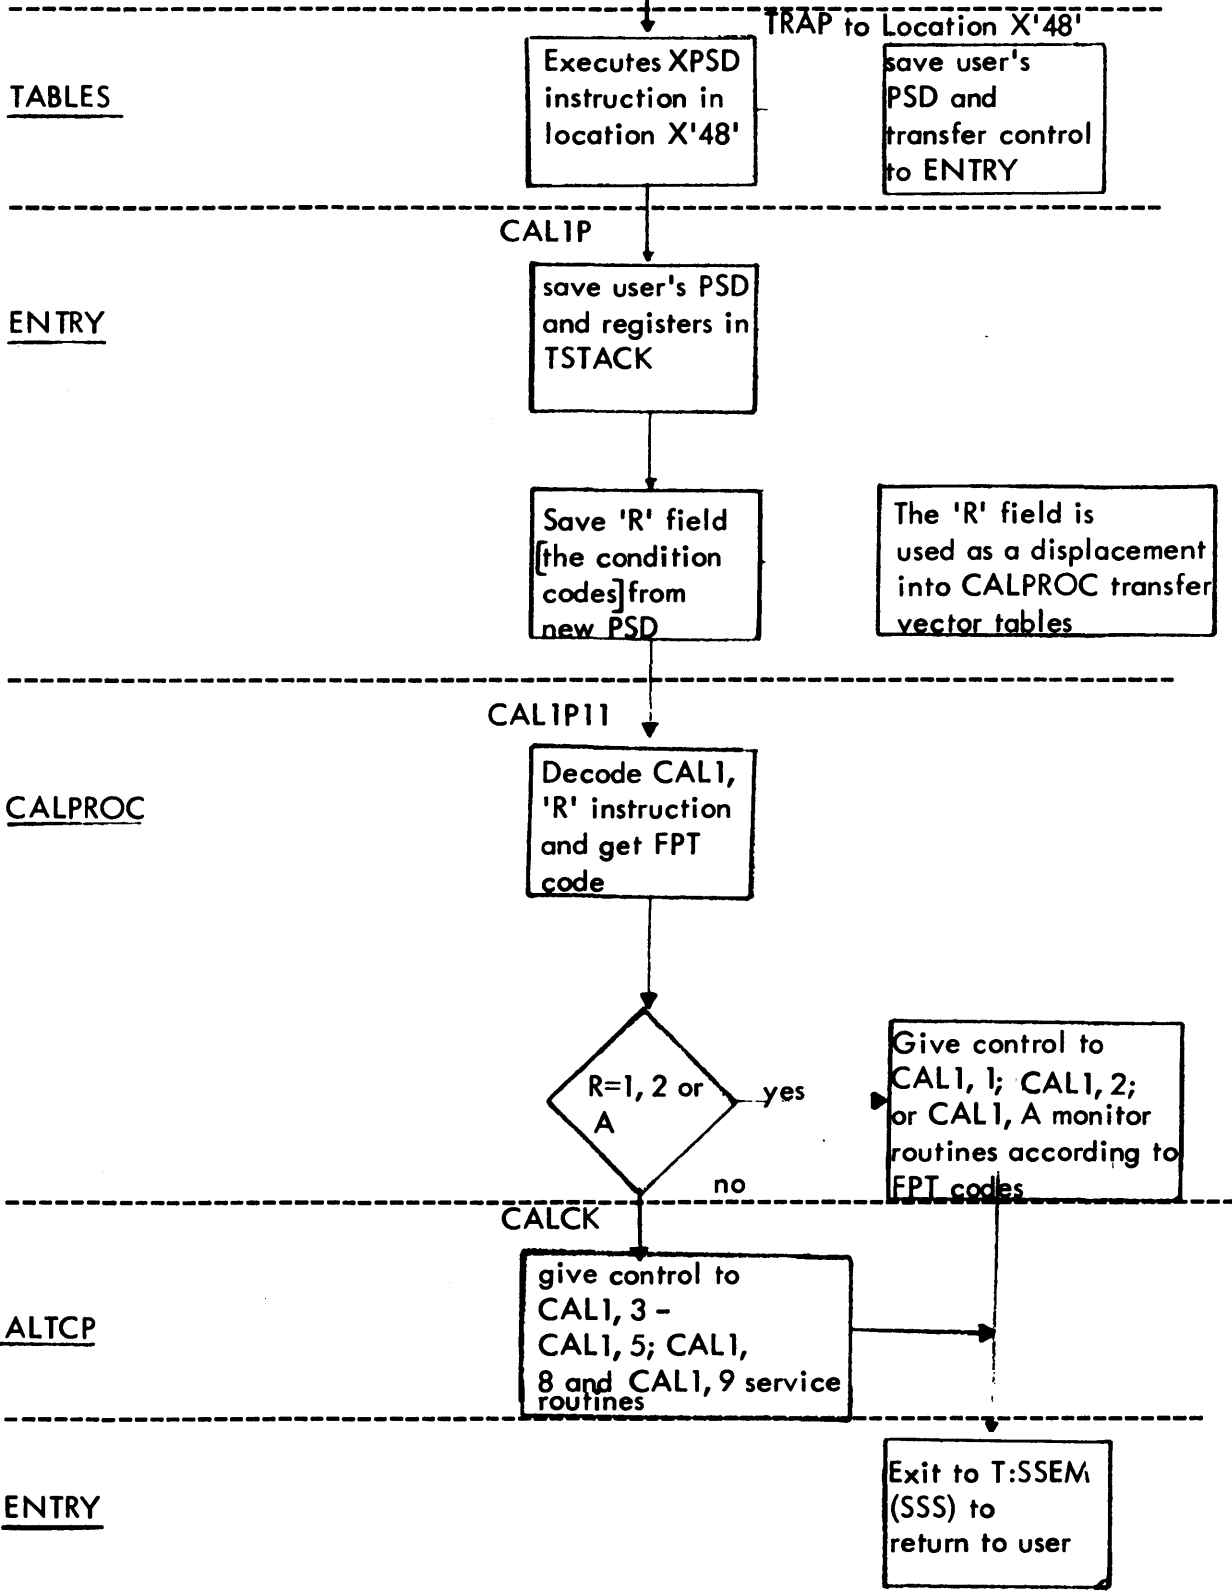 TRAP to Location X'48'
TABLES
Executes XPSD
instruction in
location X'48'
save user's
PSD and
transfer control
to ENTRY
CAL1P
ENTRY
save user's PSD
and registers in
TSTACK
Save 'R' field
[the condition
codes] from
new PSD
The 'R' field is
used as a displacement
into CALPROC transfer
vector tables
CAL1P11
CALPROC
Decode CAL1,
'R' instruction
and get FPT
code
R=1, 2 or
A
yes
no
Give control to
CAL1, 1; CAL1, 2;
or CAL1, A monitor
routines according to
FPT codes
CALCK
ALTCP
give control to
CAL1, 3 -
CAL1, 5; CAL1,
8 and CAL1, 9 service
routines
ENTRY
Exit to T:SSEM
(SSS) to
return to user